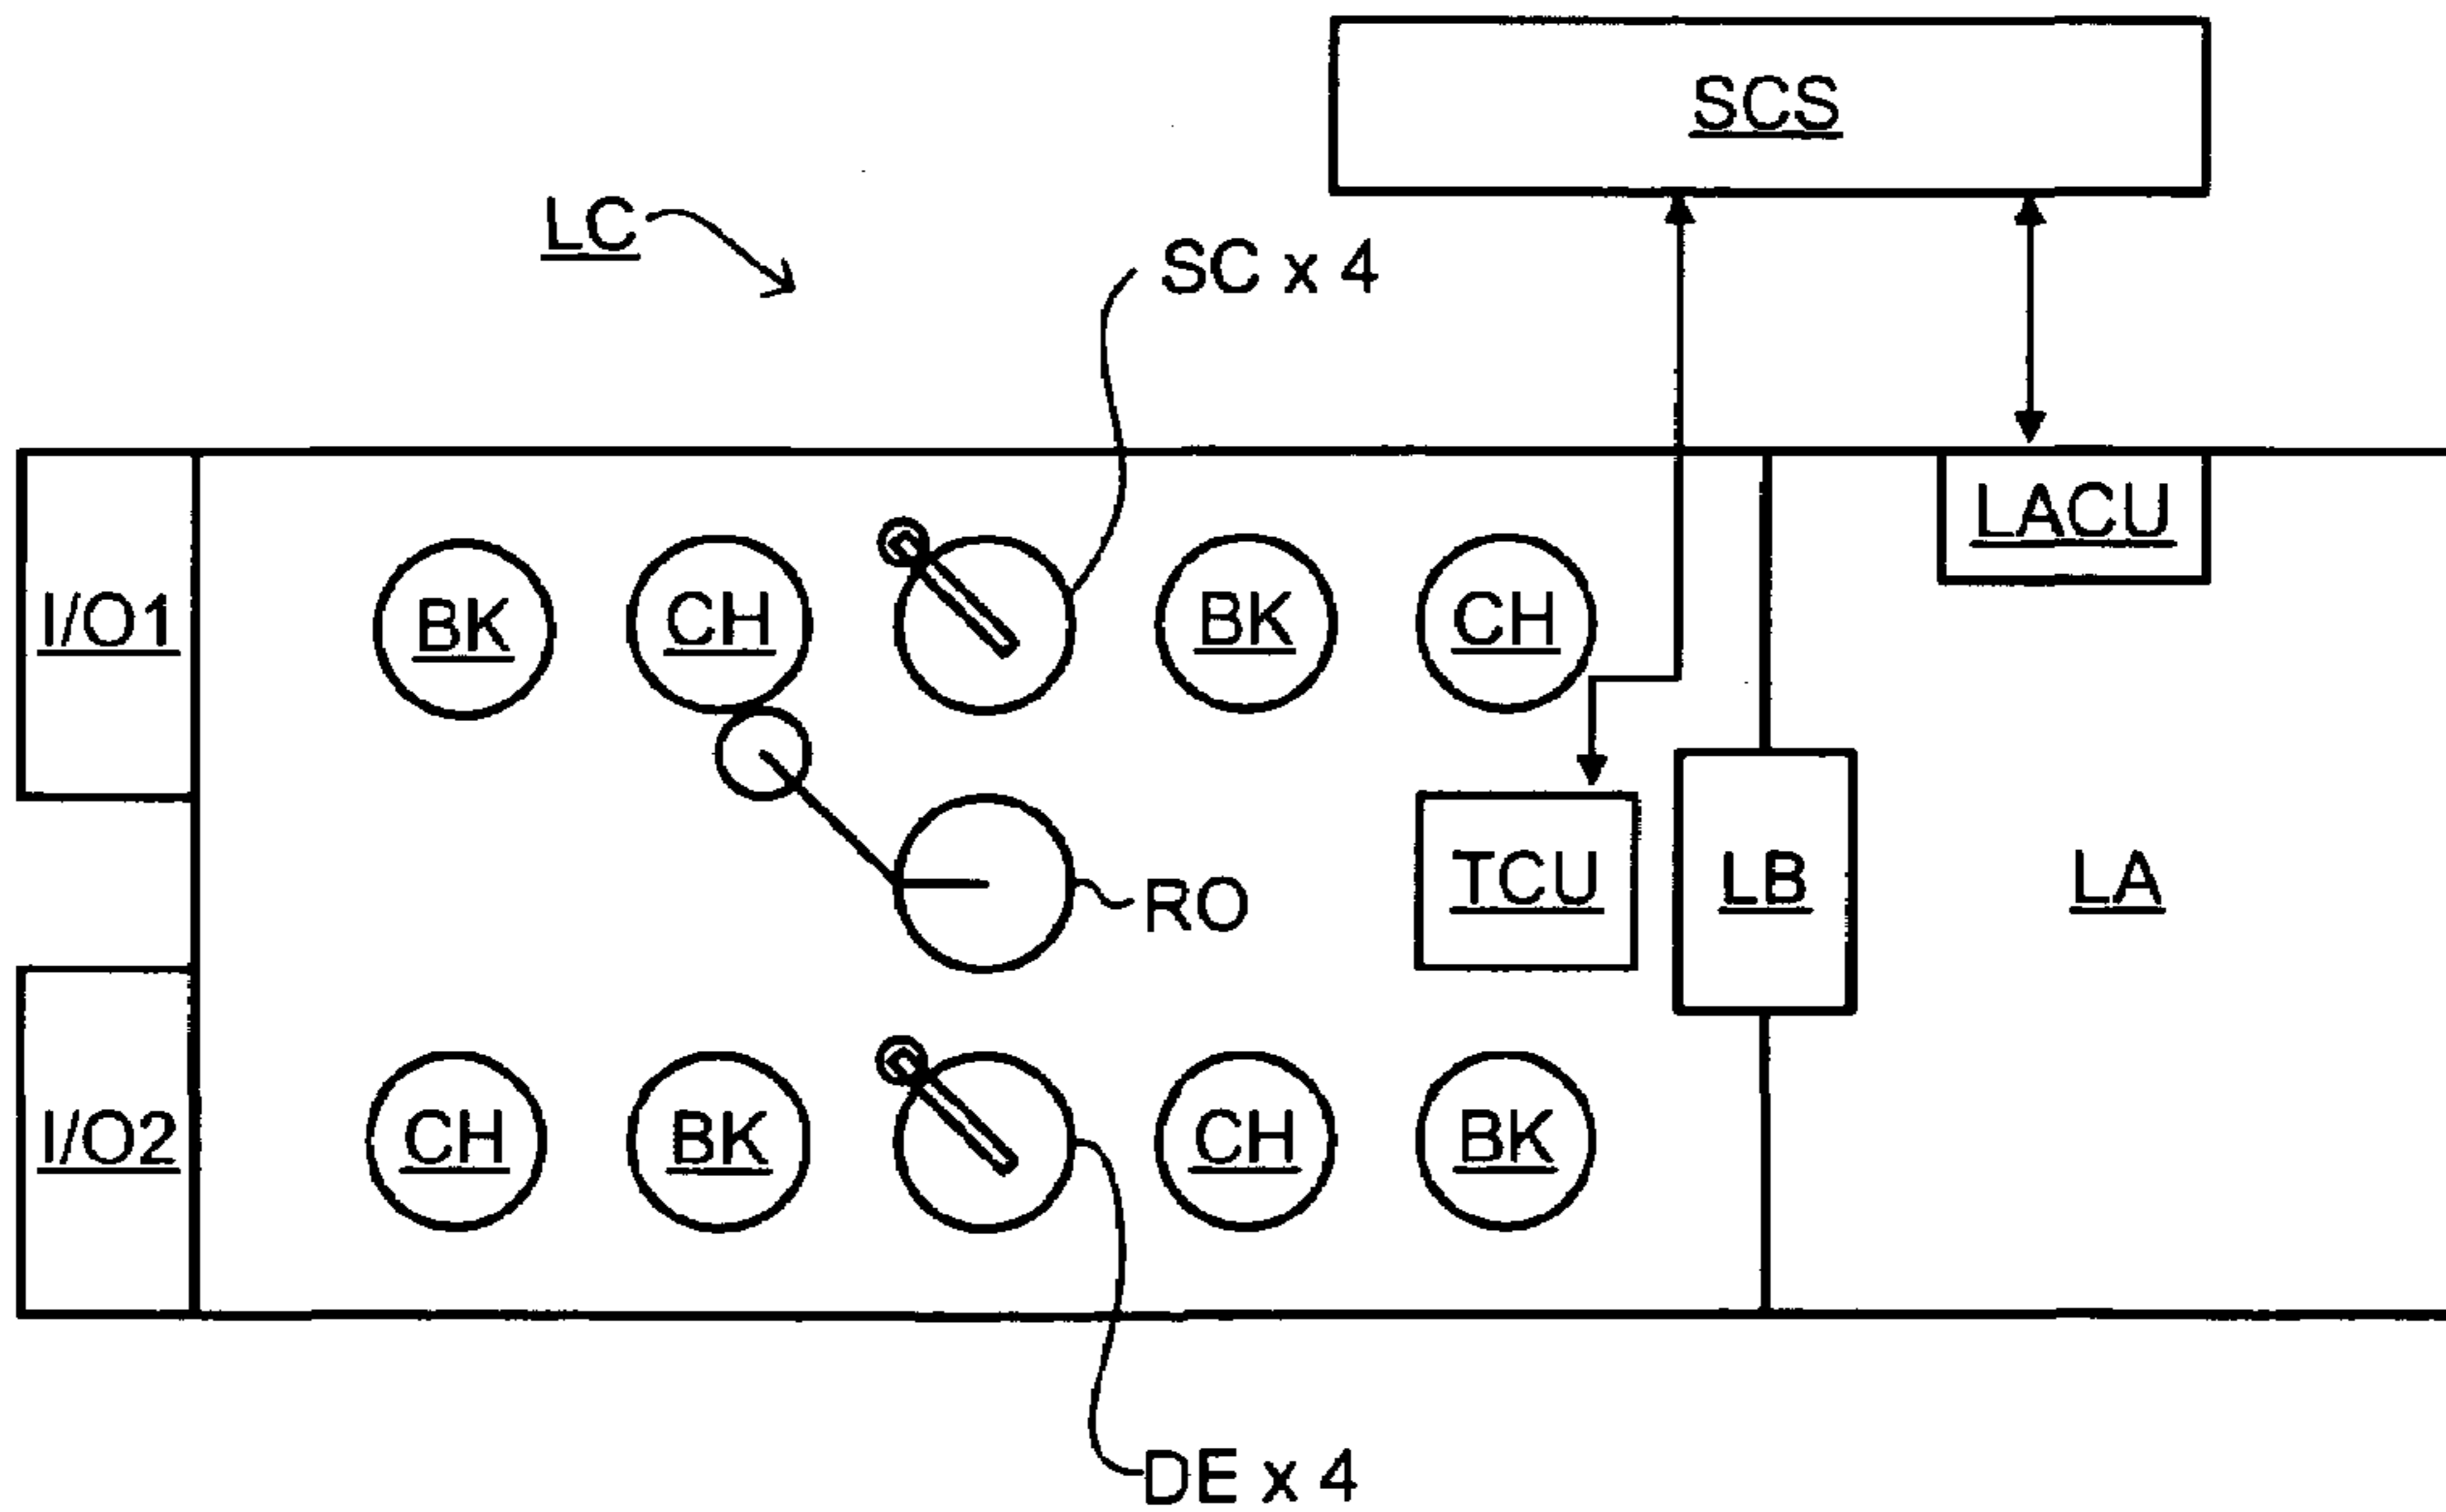 SCS
LC
SC x 4
LACU
I/O1
BK
CH
BK
CH
RO
TCU
LB
LA
I/O2
CH
BK
CH
BK
DE x 4